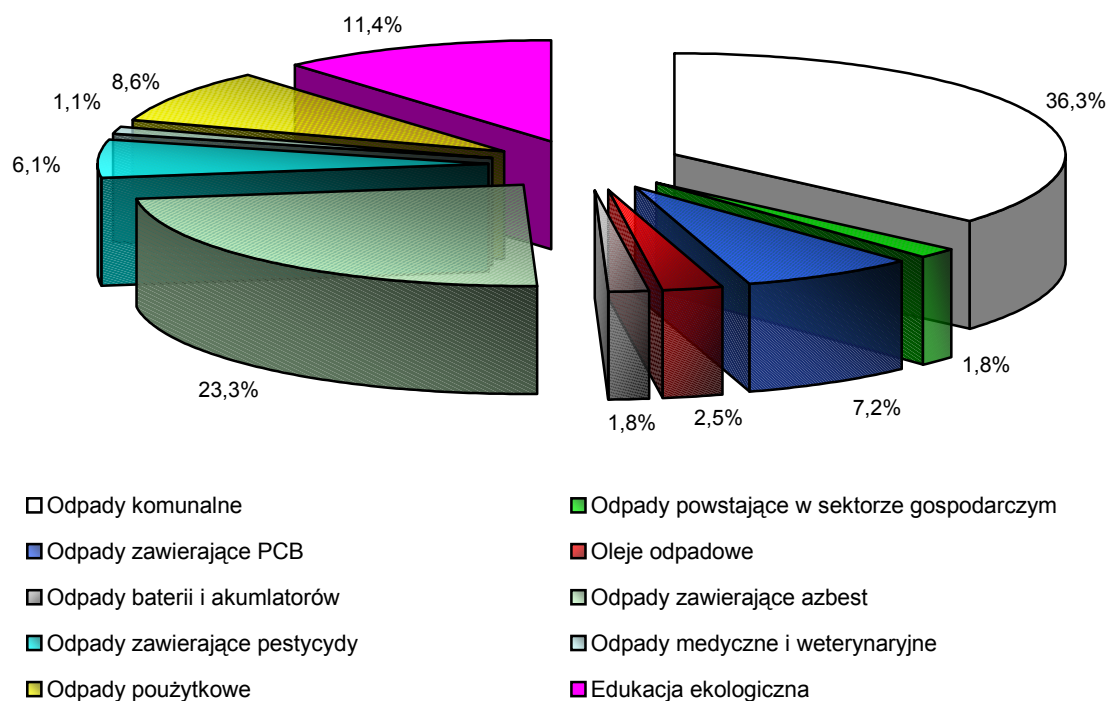 11,4%
8,6%
36,3%
1,1%
6,1%
23,3%
1,8%
2,5%
7,2%
1,8%
Odpady komunalne
Odpady powstające w sektorze gospodarczym
Odpady zawierające PCB
Oleje odpadowe
Odpady baterii i akumlatorów
Odpady zawierające azbest
Odpady zawierające pestycydy
Odpady medyczne i weterynaryjne
Odpady poużytkowe
Edukacja ekologiczna